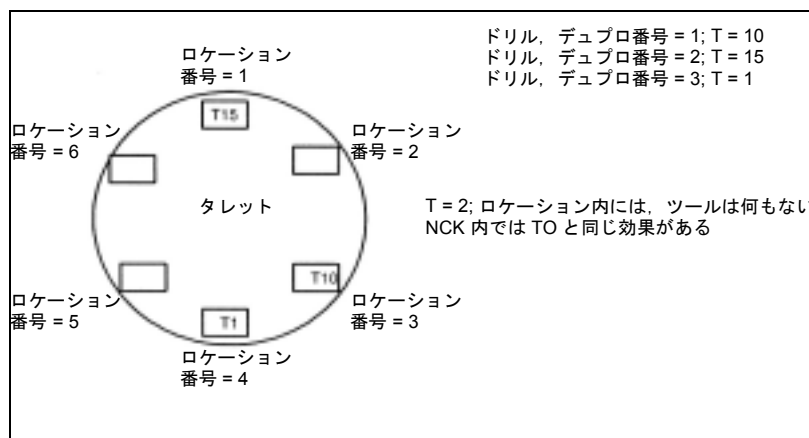 ドリル，デュプロ番号 = 1; T = 10
ドリル，デュプロ番号 = 2; T = 15
ドリル，デュプロ番号 = 3; T = 1
ロケーション
番号 = 1
T15
ロケーション
番号 = 6
ロケーション
番号 = 2
タレット
T = 2; ロケーション内には，ツールは何もない
NCK 内では TO と同じ効果がある
T10
ロケーション
番号 = 5
T1
ロケーション
番号 = 3
ロケーション
番号 = 4